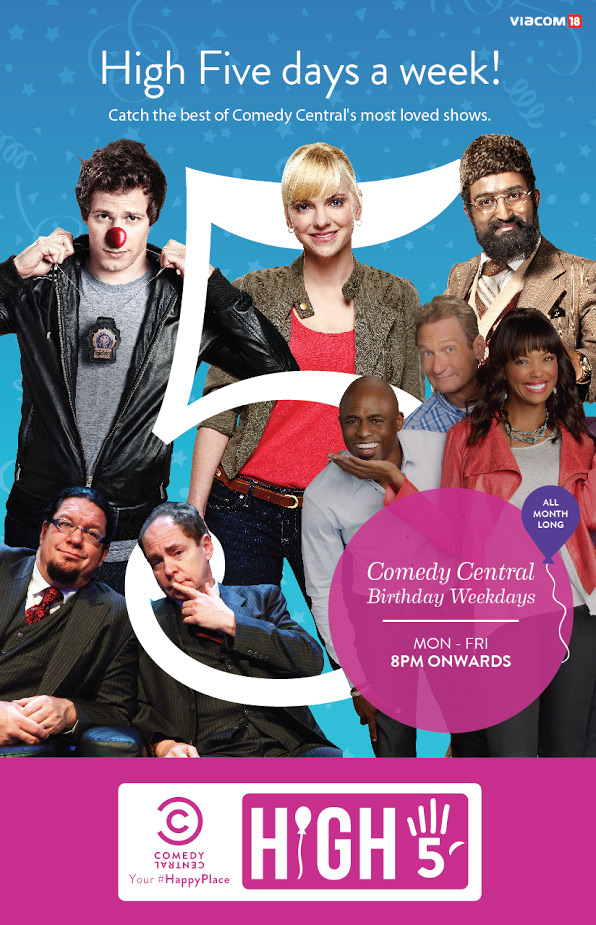 VIACOM 18
High Five days a week!
Catch the best of Comedy Central's most loved shows.
ALL
MONTH
LONG
Comedy Central
Birthday Weekdays
MON - FRI
8PM ONWARDS
COMEDY
CENTRAL
Your #HappyPlace
HIGH 5